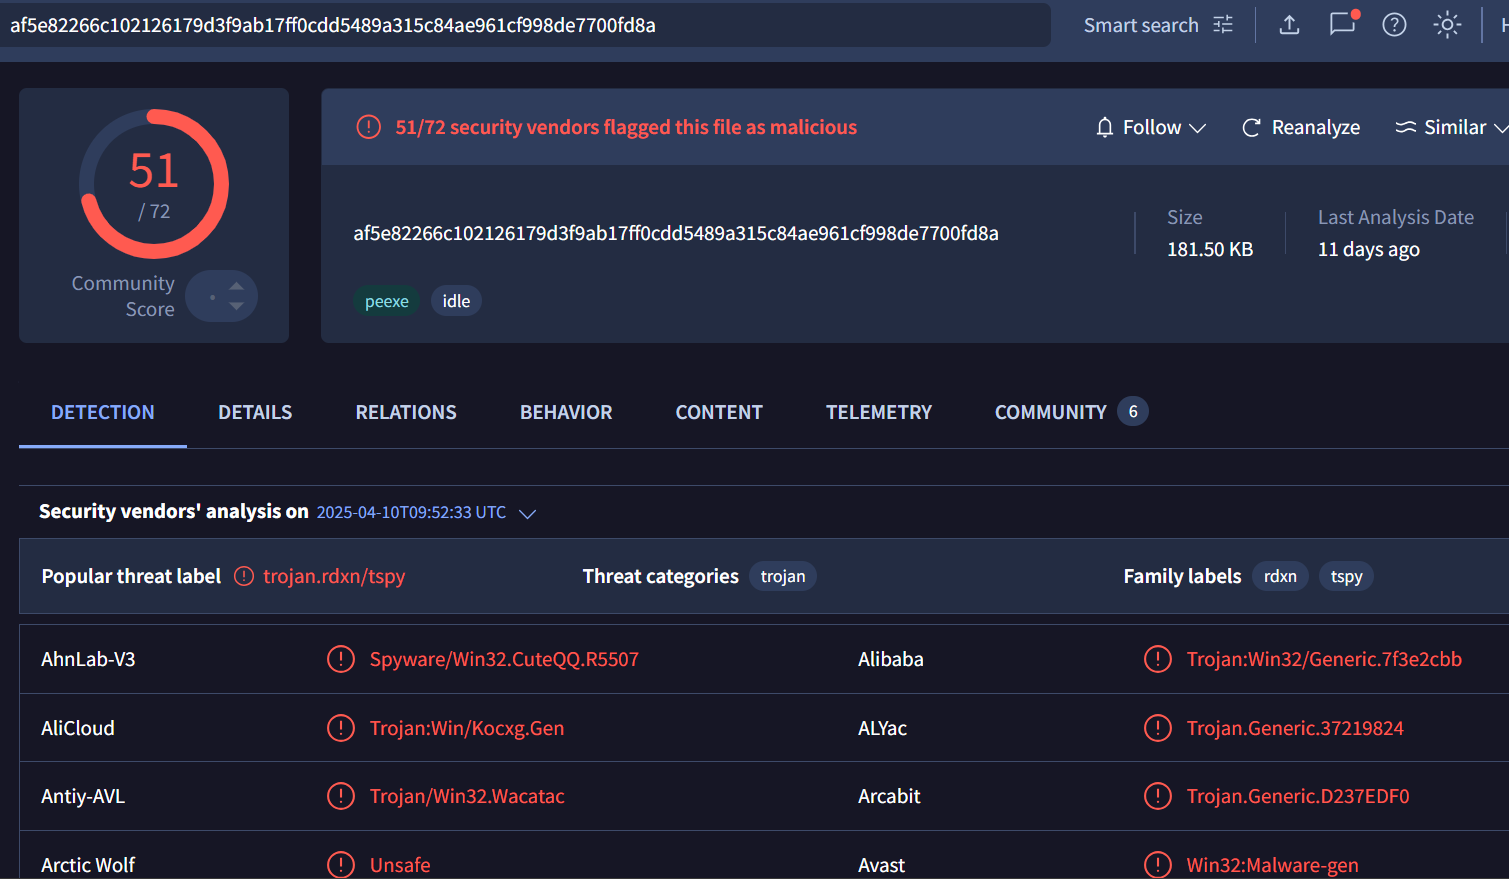 af5e82266c102126179d3f9ab17ff0cdd5489a315c84ae961cf998de7700fd8a
Smart search
51
/ 72
Community
Score
51/72 security vendors flagged this file as malicious
Follow
Reanalyze
Similar
af5e82266c102126179d3f9ab17ff0cdd5489a315c84ae961cf998de7700fd8a
Size
181.50 KB
Last Analysis Date
11 days ago
peexe
idle
DETECTION
DETAILS
RELATIONS
BEHAVIOR
CONTENT
TELEMETRY
COMMUNITY 6
Security vendors' analysis on 2025-04-10T09:52:33 UTC
Popular threat label trojan.rdxn/tspy
Threat categories trojan
Family labels rdxn tspy
AhnLab-V3 Spyware/Win32.CuteQQ.R5507 Alibaba Trojan:Win32/Generic.7f3e2cbb
AliCloud Trojan:Win/Kocxg.Gen ALYac Trojan.Generic.37219824
Antiy-AVL Trojan/Win32.Wacatac Arcabit Trojan.Generic.D237EDF0
Arctic Wolf Unsafe Avast Win32:Malware-gen